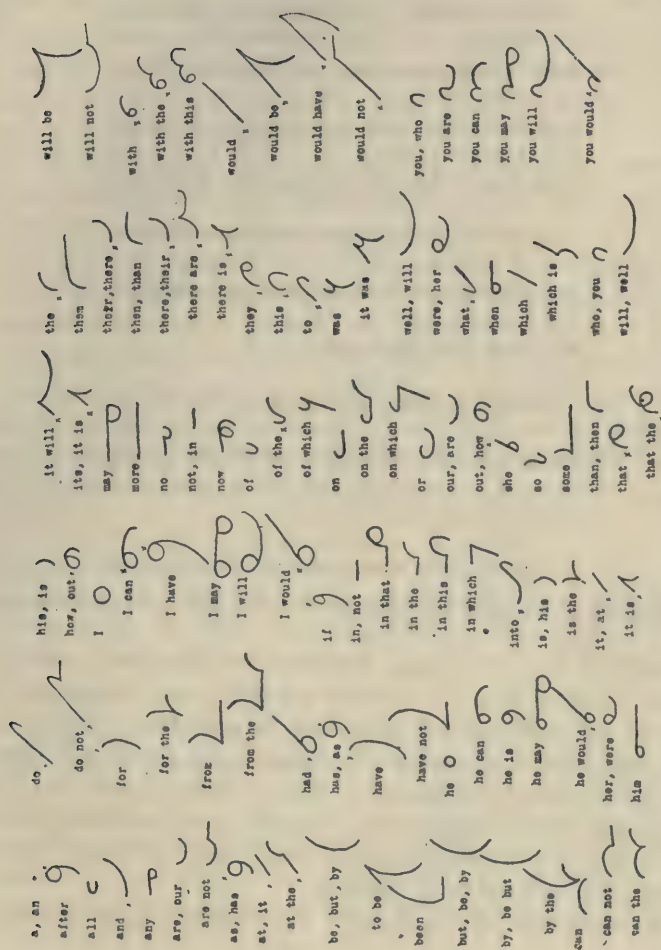 a, an
after
all
and
any
are, our
are not
as, has
at, it
at the
be, but, by
to be
been
but, be, by
by, be but
by the
can
can not
can the
do
do not
for
for the
from
from the
had
has, as
have
have not
he
he can
he is
he may
he would
her, were
him
his, is
how, out
I
I can
I have
I may
I will
I would
if
in, not
in that
in the
in this
in which
into
is, his
is the
it, at
it is
it will
its, it is
may
more
no
not, in
now
of
of the
of which
on
on the
on which
or
our, are
out, how
she
so
some
than, then
that
that the
the
them
their, there
then, than
there, their
there are
there is
they
this
to
was
it was
well, will
were, her
what
when
which
which is
who, you
will, well
will be
will not
with
with the
with this
would
would be
would have
would not
you, who
you are
you can
you may
you will
you would